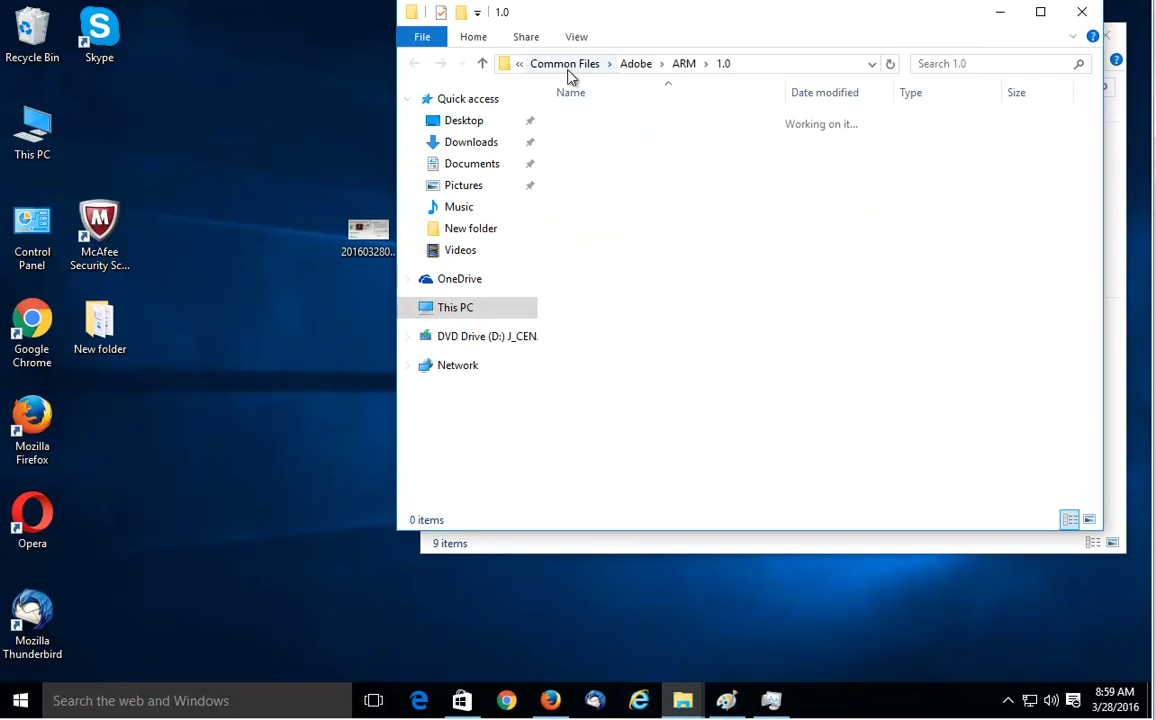 1.0
File
Home
Share
View
« Common Files › Adobe › ARM › 1.0
Search 1.0
Name
Date modified
Type
Size
Working on it...
Quick access
Desktop
Downloads
Documents
Pictures
Music
New folder
Videos
OneDrive
This PC
DVD Drive (D:) J_CEN
Network
0 items
9 items
Recycle Bin
Skype
This PC
Control
Panel
McAfee
Security Sc...
201603280...
Google
Chrome
New folder
Mozilla
Firefox
Opera
Mozilla
Thunderbird
Search the web and Windows
8:59 AM
3/28/2016